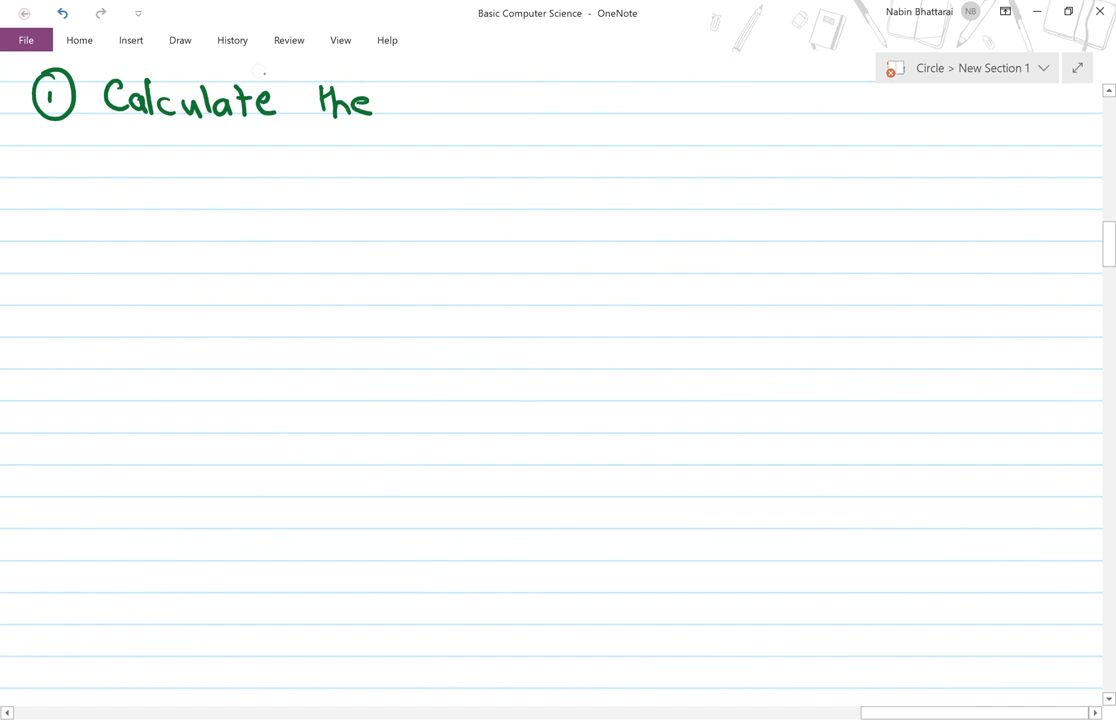 Basic Computer Science - OneNote
Nabin Bhattarai NB
File Home Insert Draw History Review View Help
Circle > New Section 1
① Calculate the